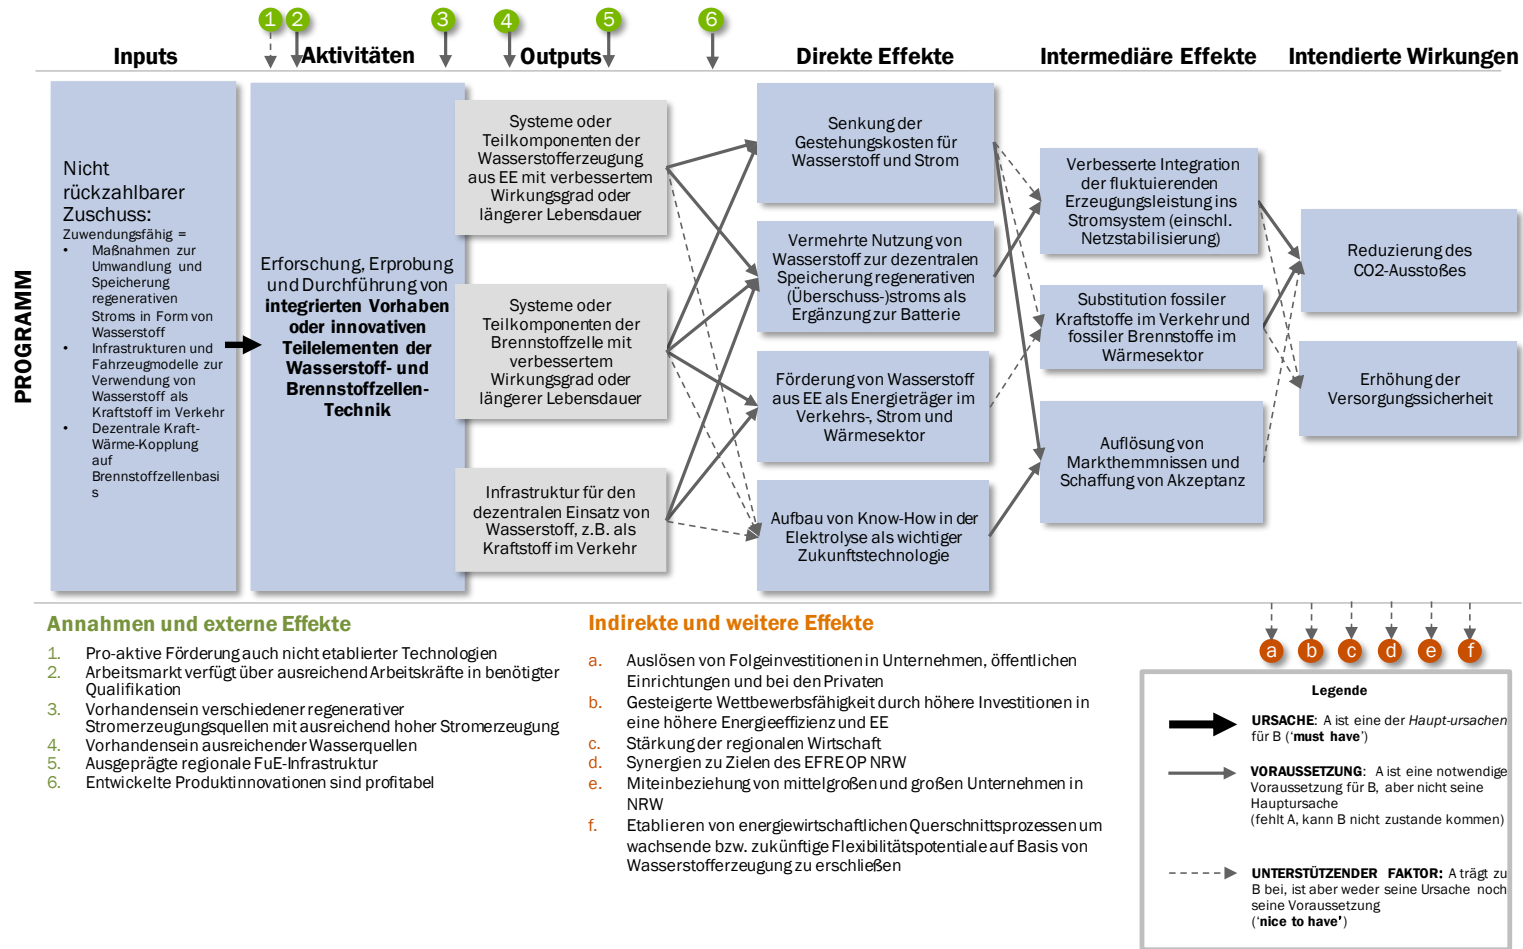 1
2
3
4
5
6
Inputs
Aktivitäten
Outputs
Direkte Effekte
Intermediäre Effekte
Intendierte Wirkungen
PROGRAMM
Nicht
rückzahlbarer
Zuschuss:
Zuwendungsfähig =
• Maßnahmen zur
Umwandlung und
Speicherung
regenerativen
Stroms in Form von
Wasserstoff
• Infrastrukturen und
Fahrzeugmodelle zur
Verwendung von
Wasserstoff als
Kraftstoff im Verkehr
• Dezentrale Kraft-
Wärme-Kopplung
auf
Brennstoffzellenbasi
s
Erforschung, Erprobung
und Durchführung von
integrierten Vorhaben
oder innovativen
Teilelementen der
Wasserstoff- und
Brennstoffzellen-
Technik
Systeme oder
Teilkomponenten der
Wasserstofferzeugung
aus EE mit verbessertem
Wirkungsgrad oder
längerer Lebensdauer
Systeme oder
Teilkomponenten der
Brennstoffzelle mit
verbessertem
Wirkungsgrad oder
längerer Lebensdauer
Infrastruktur für den
dezentralen Einsatz von
Wasserstoff, z.B. als
Kraftstoff im Verkehr
Senkung der
Gestehungskosten für
Wasserstoff und Strom
Vermehrte Nutzung von
Wasserstoff zur dezentralen
Speicherung regenerativen
(Überschuss-)stroms als
Ergänzung zur Batterie
Förderung von Wasserstoff
aus EE als Energieträger im
Verkehrs-, Strom und
Wärmesektor
Aufbau von Know-How in der
Elektrolyse als wichtiger
Zukunftstechnologie
Verbesserte Integration
der fluktuierenden
Erzeugungsleistung ins
Stromsystem (einschl.
Netzstabilisierung)
Substitution fossiler
Kraftstoffe im Verkehr und
fossiler Brennstoffe im
Wärmesektor
Auflösung von
Markthemmnissen und
Schaffung von Akzeptanz
Reduzierung des
CO2-Ausstoßes
Erhöhung der
Versorgungssicherheit
Annahmen und externe Effekte
1. Pro-aktive Förderung auch nicht etablierter Technologien
2. Arbeitsmarkt verfügt über ausreichend Arbeitskräfte in benötigter
Qualifikation
3. Vorhandensein verschiedener regenerativer
Stromerzeugungsquellen mit ausreichend hoher Stromerzeugung
4. Vorhandensein ausreichender Wasserquellen
5. Ausgeprägte regionale FuE-Infrastruktur
6. Entwickelte Produktinnovationen sind profitabel
Indirekte und weitere Effekte
a. Auslösen von Folgeinvestitionen in Unternehmen, öffentlichen
Einrichtungen und bei den Privaten
b. Gesteigerte Wettbewerbsfähigkeit durch höhere Investitionen in
eine höhere Energieeffizienz und EE
c. Stärkung der regionalen Wirtschaft
d. Synergien zu Zielen des EFRE OP NRW
e. Miteinbeziehung von mittelgroßen und großen Unternehmen in
NRW
f. Etablieren von energiewirtschaftlichen Querschnittsprozessen um
wachsende bzw. zukünftige Flexibilitätspotentiale auf Basis von
Wasserstofferzeugung zu erschließen
a
b
c
d
e
f
Legende
URSACHE: A ist eine der Haupt-ursachen
für B ('must have')
VORAUSSETZUNG: A ist eine notwendige
Voraussetzung für B, aber nicht seine
Hauptursache
(fehlt A, kann B nicht zustande kommen)
UNTERSTÜTZENDER FAKTOR: A trägt zu
B bei, ist aber weder seine Ursache noch
seine Voraussetzung
('nice to have')